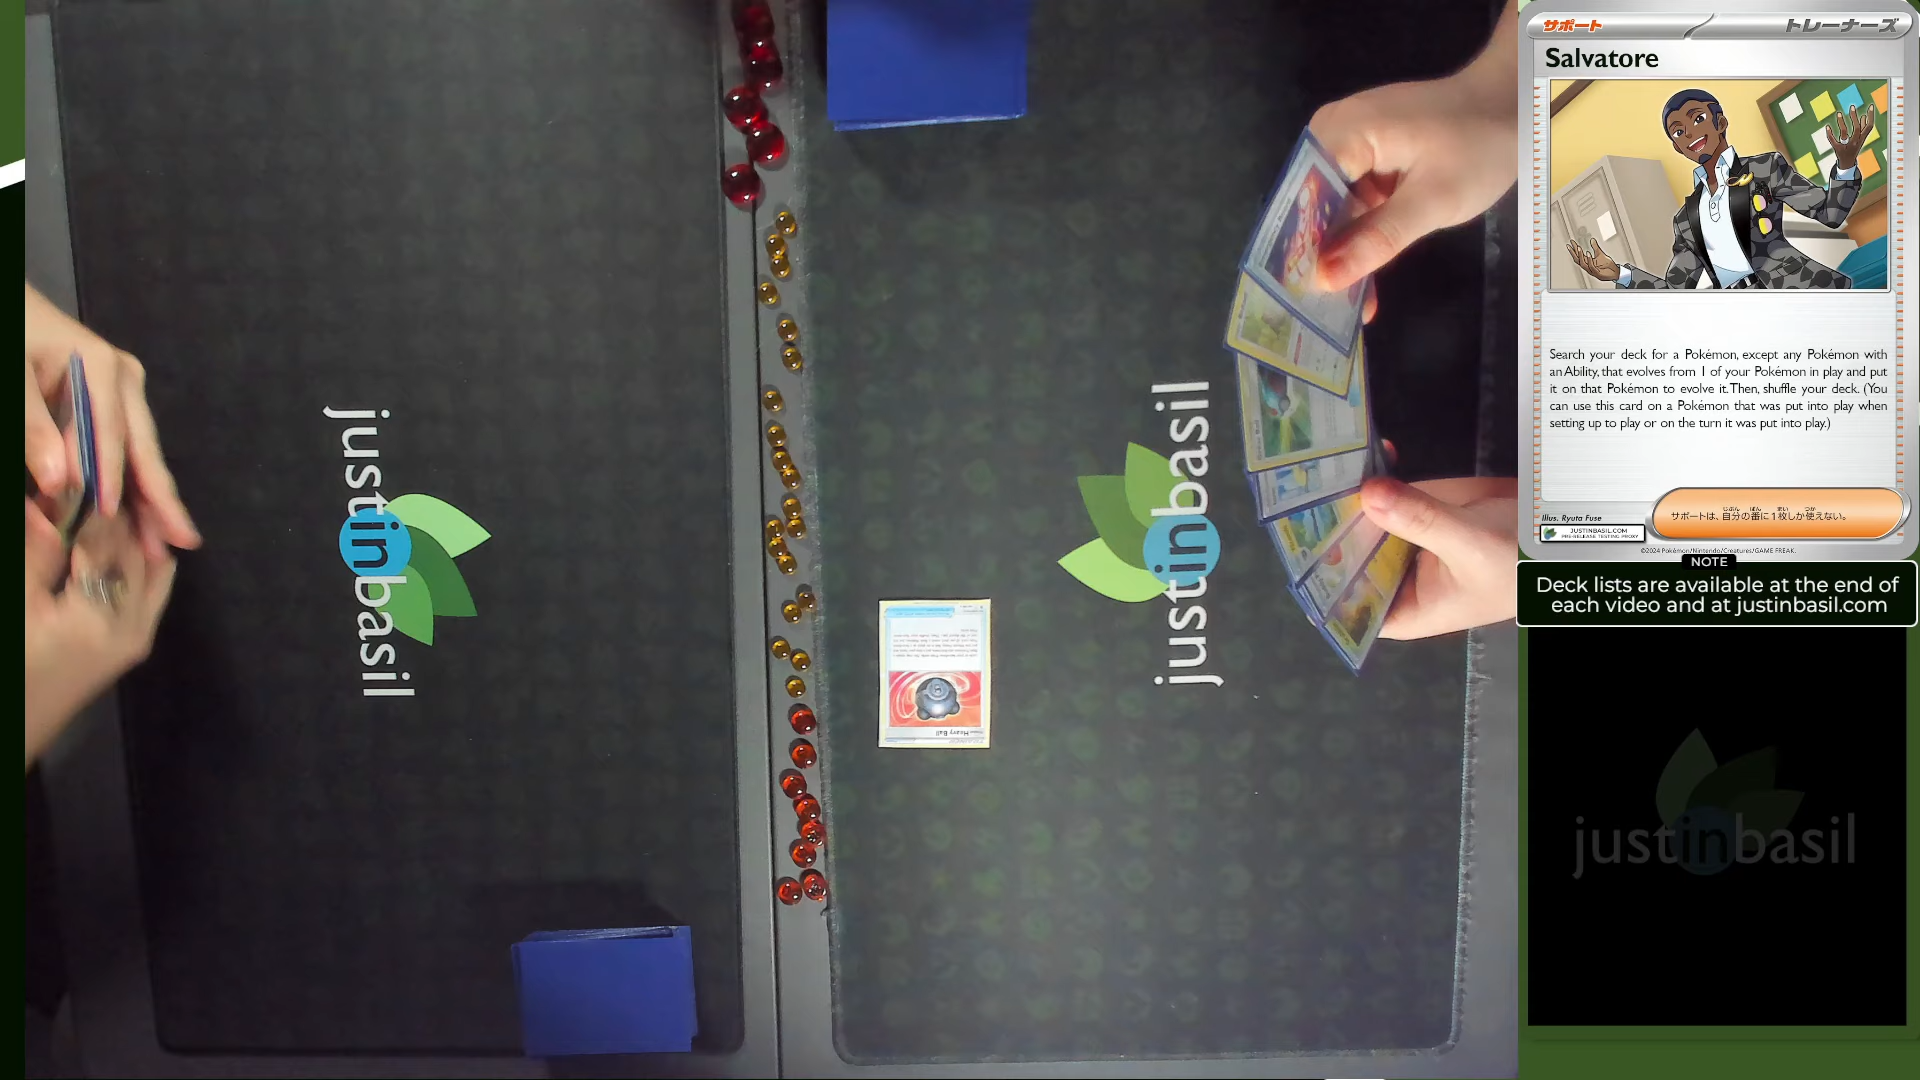 サポート
トレーナーズ
Salvatore
Search your deck for a Pokémon, except any Pokémon with
an Ability, that evolves from 1 of your Pokémon in play and put
it on that Pokémon to evolve it. Then, shuffle your deck. (You
can use this card on a Pokémon that was put into play when
setting up to play or on the turn it was put into play.)
サポートは、自分の番に1枚しか使えない。
Illus. Ryuta Fuse
JUSTINBASIL.COM
PRE-RELEASE TESTING PROXY
©2024 Pokémon/Nintendo/Creatures/GAME FREAK.
NOTE
Deck lists are available at the end of
each video and at justinbasil.com
justinbasil
justinbasil
justinbasil
Heavy Ball